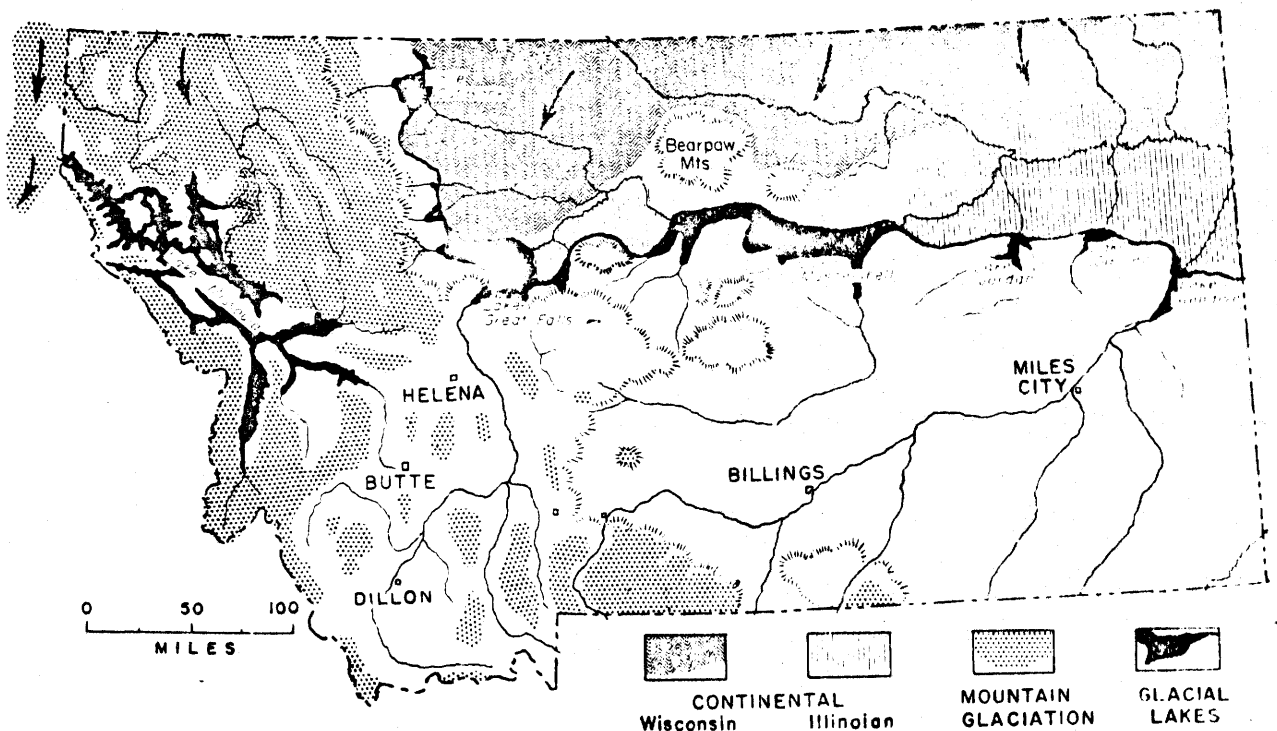 Bearpaw
Mts
Great Falls
Jordan
HELENA
MILES
CITY
BUTTE
BILLINGS
DILLON
0 50 100
MILES
CONTINENTAL
Wisconsin Illinoian
MOUNTAIN
GLACIATION
GLACIAL
LAKES